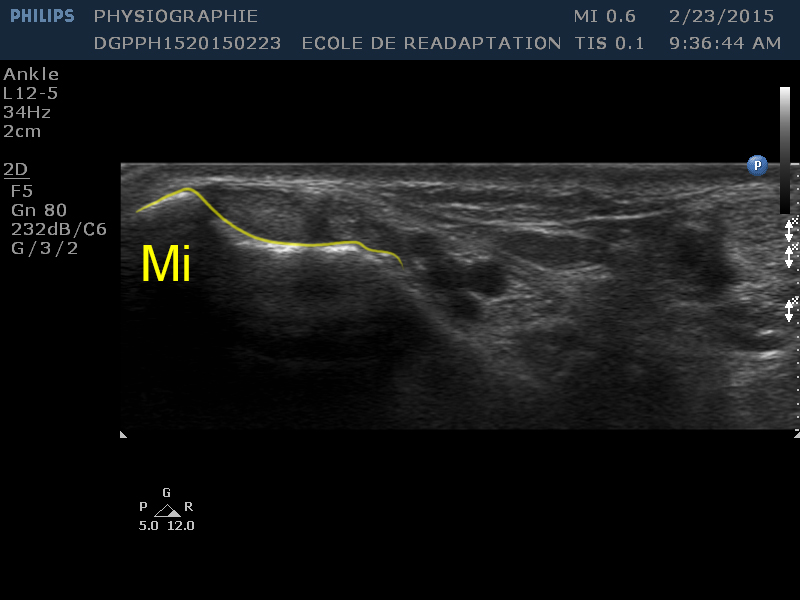 PHILIPS PHYSIOGRAPHIE MI 0.6 2/23/2015
DGPPH1520150223 ECOLE DE READAPTATION TIS 0.1 9:36:44 AM
Ankle
L12-5
34Hz
2cm
2D
F5
Gn 80
232dB/C6
G/3/2
P
Mi
G
P R
5.0 12.0